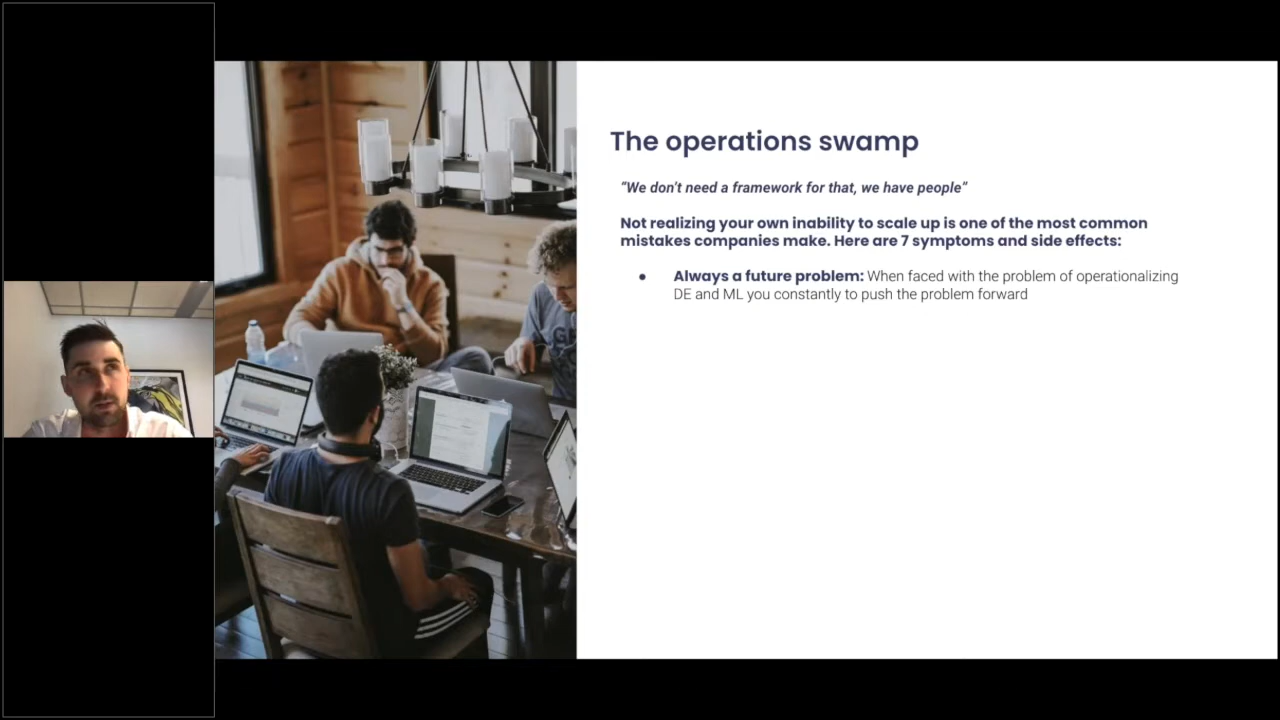 The operations swamp
“We don't need a framework for that, we have people”
Not realizing your own inability to scale up is one of the most common
mistakes companies make. Here are 7 symptoms and side effects:
● Always a future problem: When faced with the problem of operationalizing
DE and ML you constantly to push the problem forward